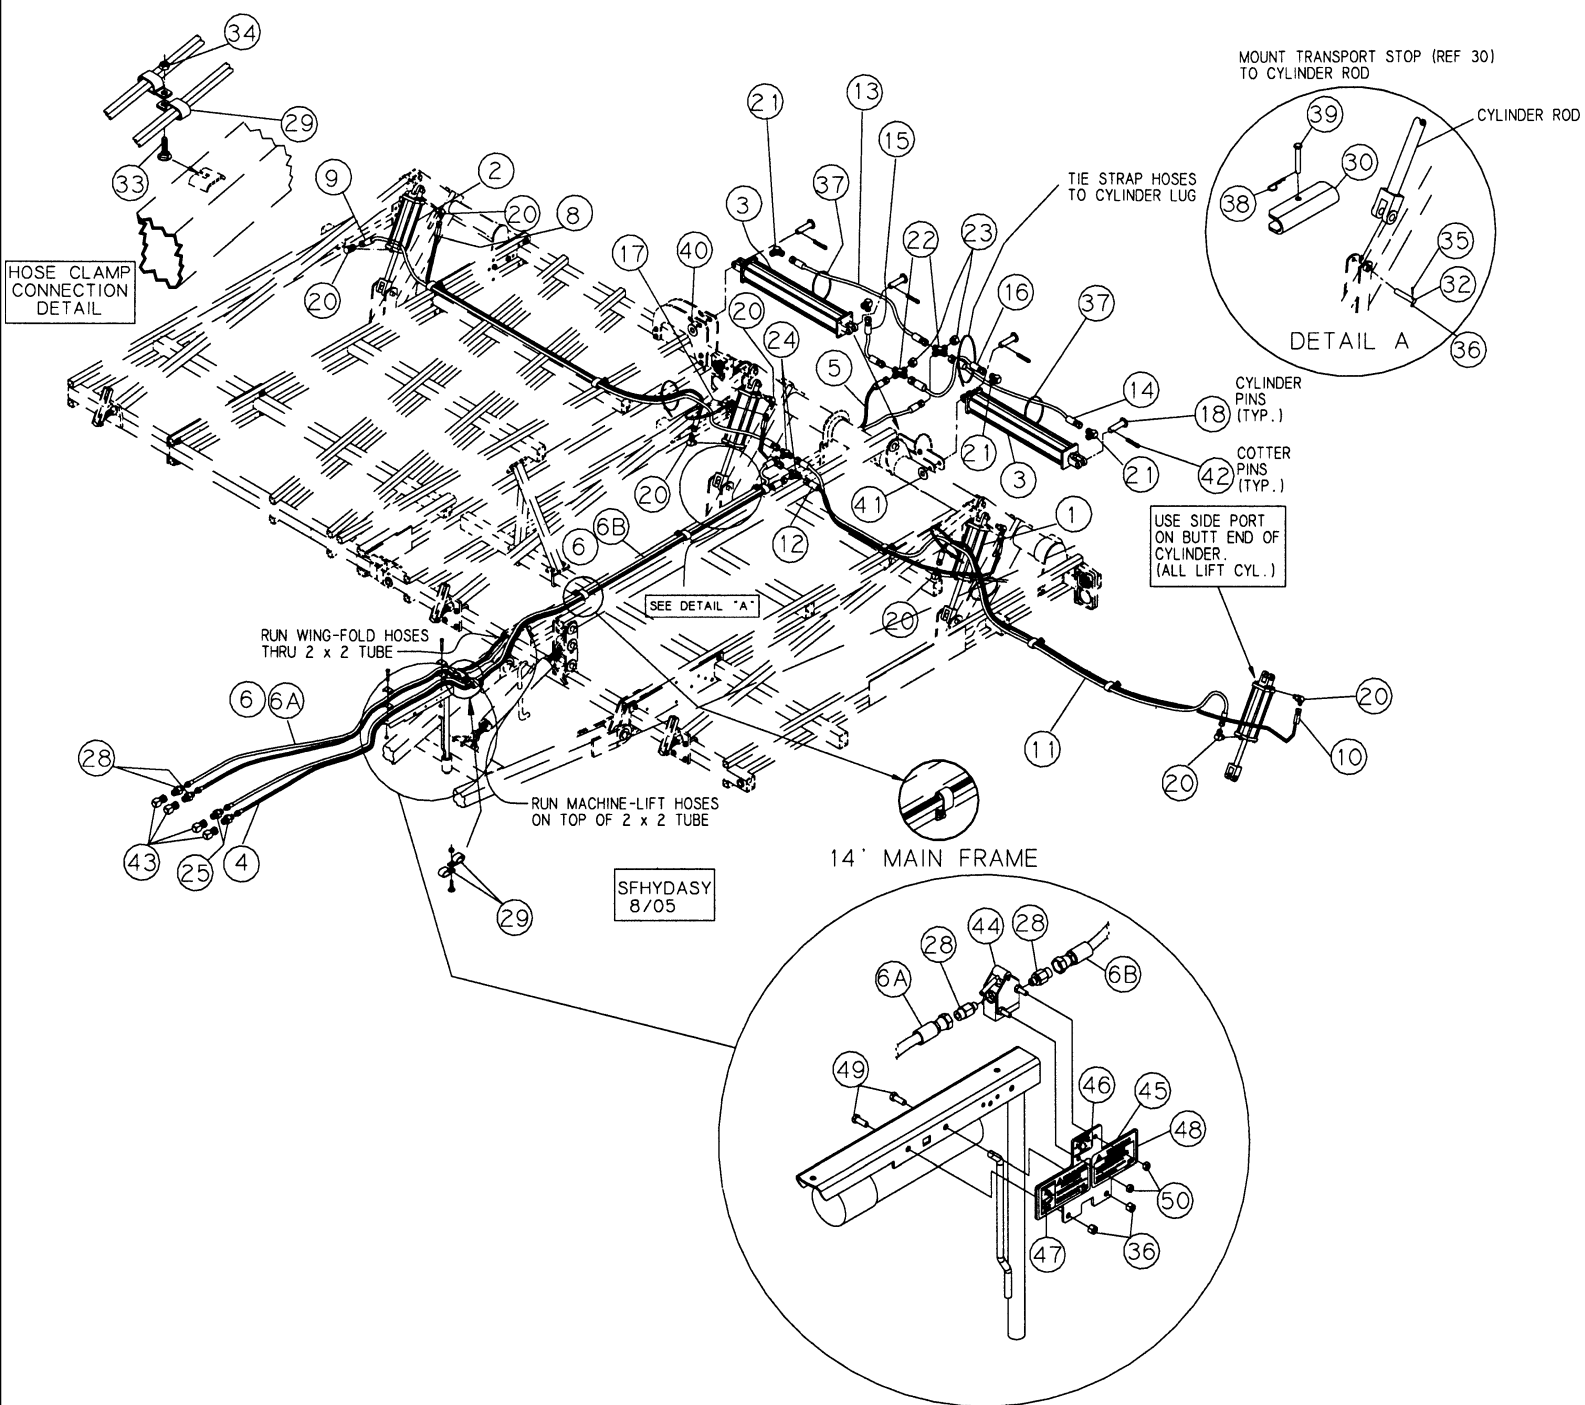 34
MOUNT TRANSPORT STOP (REF 30)
TO CYLINDER ROD
21
13
39
CYLINDER ROD
29
15
30
33
9
2
TIE STRAP HOSES
TO CYLINDER LUG
37
3
38
20
8
22
23
35
HOSE CLAMP
CONNECTION
DETAIL
17
40
16
32
20
20
37
24
DETAIL A
36
5
CYLINDER
PINS
(TYP.)
14
18
21
21
COTTER
PINS
(TYP.)
20
3
42
41
6B
1
6
12
USE SIDE PORT
ON BUTT END OF
CYLINDER.
(ALL LIFT CYL.)
SEE DETAIL "A"
20
RUN WING-FOLD HOSES
THRU 2 x 2 TUBE
6
6A
20
11
28
20
10
RUN MACHINE-LIFT HOSES
ON TOP OF 2 x 2 TUBE
43
25
4
14' MAIN FRAME
SFHYDASY
8/05
29
44
28
28
6A
6B
49
46
45
48
50
47
36